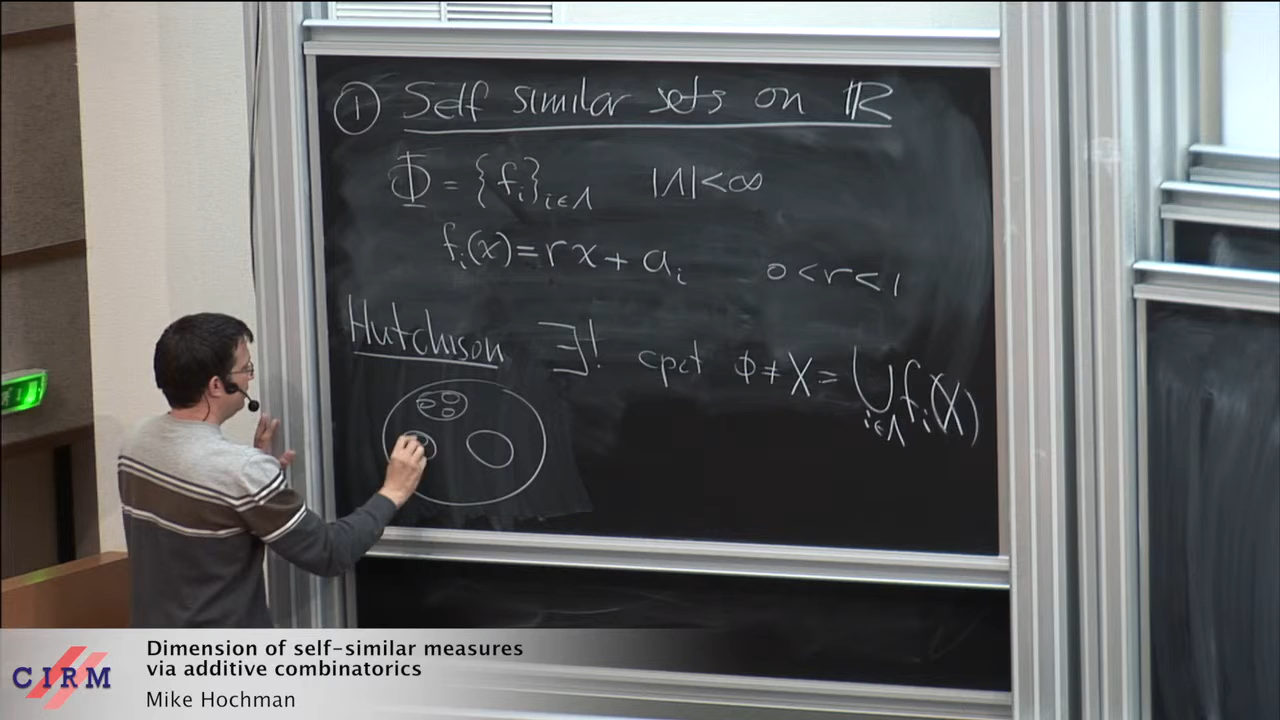 ① Self similar sets on ℝ
Φ = {fᵢ}ᵢ∈Λ |Λ|<∞
fᵢ(x)=rx+aᵢ 0<r<1
Hutchison ∃! cpct ϕ≠X=⋃ᵢ∈Λ fᵢ(X)
CIRM
Dimension of self-similar measures
via additive combinatorics
Mike Hochman